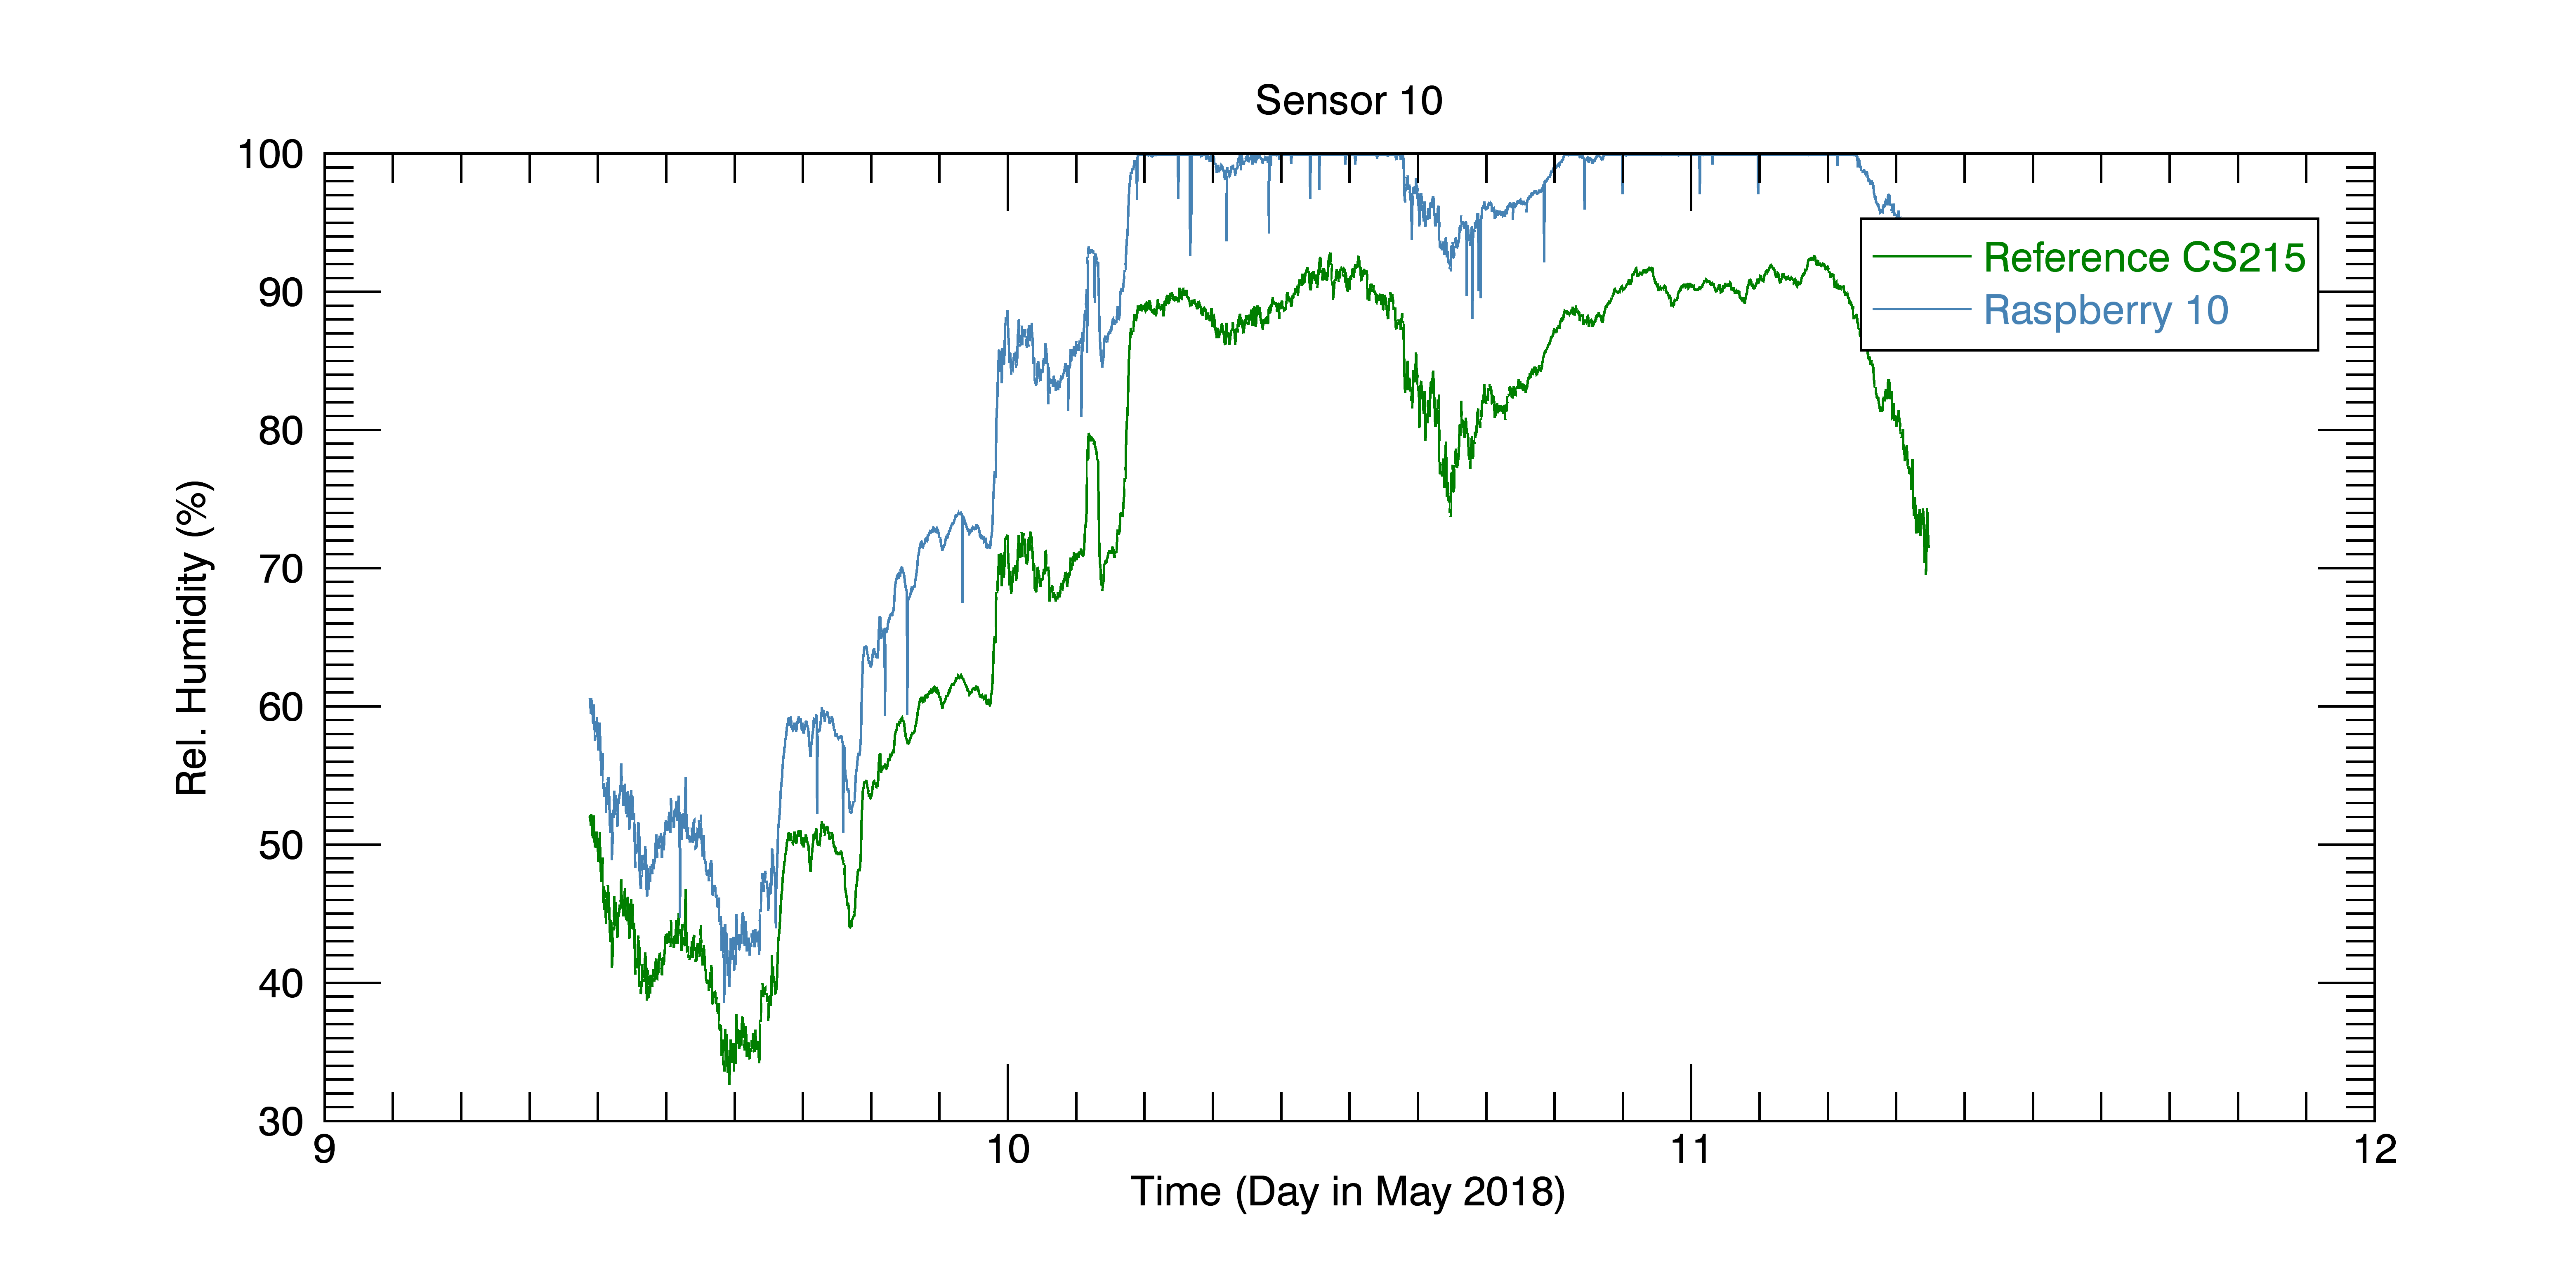 Sensor 10
100
90
80
70
60
50
40
30
Rel. Humidity (%)
Reference CS215
Raspberry 10
9 10 11 12
Time (Day in May 2018)